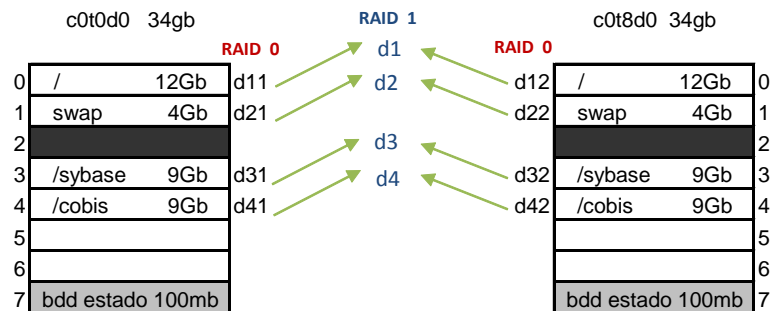 c0t0d0 34gb RAID 1 c0t8d0 34gb
RAID 0 d1 RAID 0
0 / 12Gb d11 d2 d12 / 12Gb 0
1 swap 4Gb d21 d22 swap 4Gb 1
2 d3 2
3 /sybase 9Gb d31 d4 d32 /sybase 9Gb 3
4 /cobis 9Gb d41 d42 /cobis 9Gb 4
5 5
6 6
7 bdd estado 100mb bdd estado 100mb 7